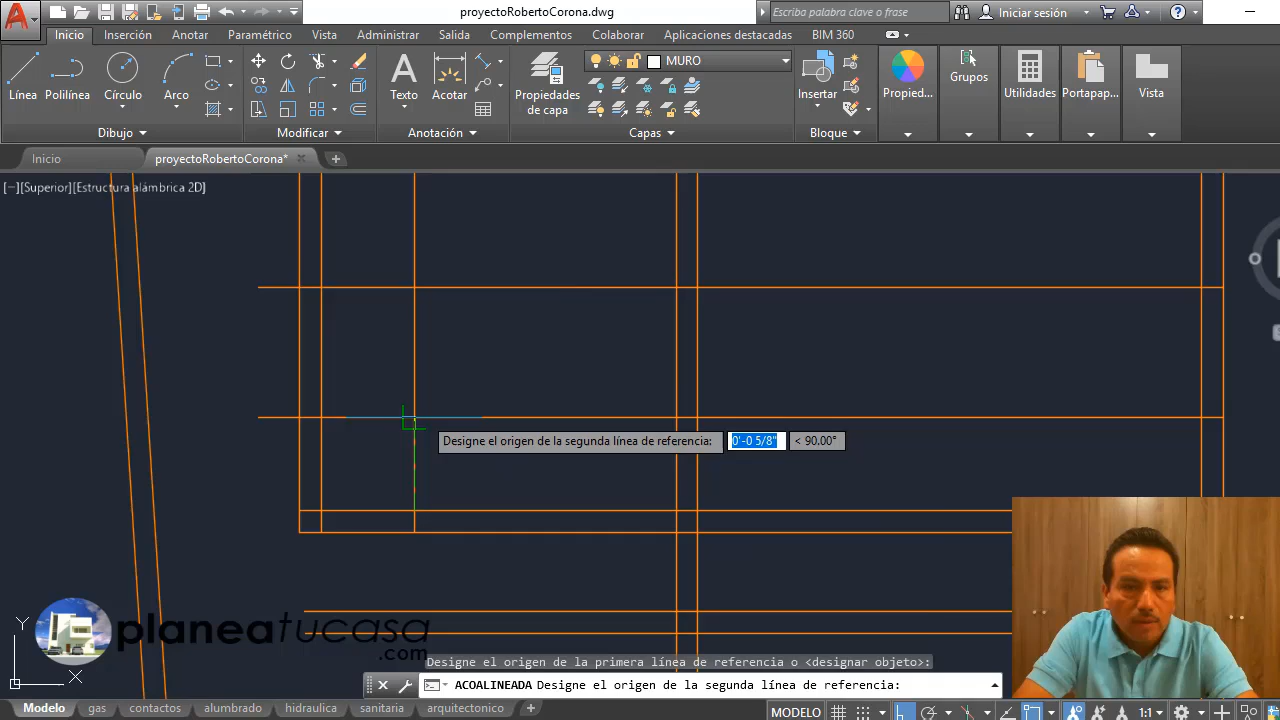 proyectoRobertoCorona.dwg
Escriba palabra clave o frase
Iniciar sesión
Inicio Inserción Anotar Paramétrico Vista Administrar Salida Complementos Colaborar Aplicaciones destacadas BIM 360
MURO
Línea Polilínea Círculo Arco
Texto Acotar
Propiedades de capa
Insertar
Propied... Grupos Utilidades Portapap... Vista
Dibujo Modificar Anotación Capas Bloque
Inicio proyectoRobertoCorona*
[−][Superior][Estructura alámbrica 2D]
Designe el origen de la segunda línea de referencia: 0'-0 5/8" < 90.00°
planeatucasa
.com
Y
X
Designe el origen de la primera línea de referencia o <designar objeto>:
ACOALINEADA Designe el origen de la segunda línea de referencia:
Modelo gas contactos alumbrado hidraulica sanitaria arquitectonico
MODELO 1:1